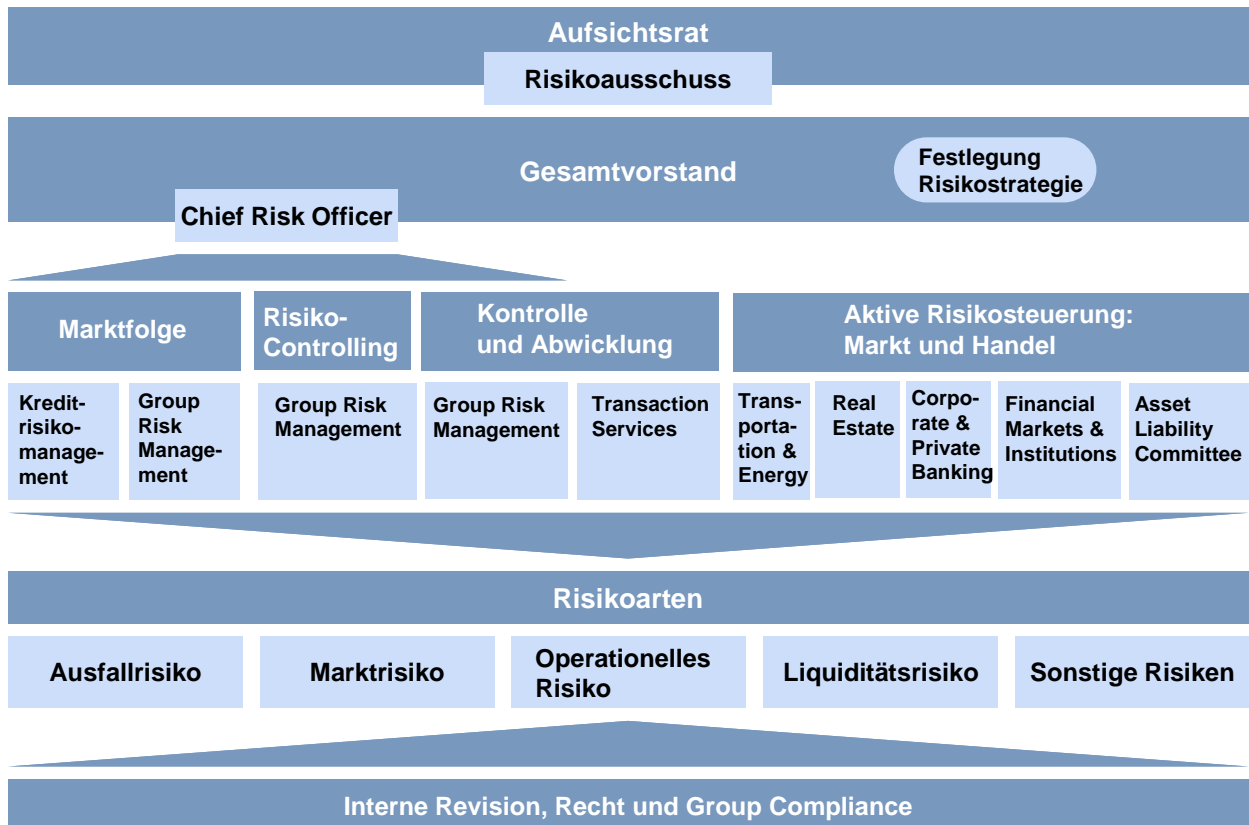 Aufsichtsrat
Risikoausschuss
Gesamtvorstand
Festlegung
Risikostrategie
Chief Risk Officer
Marktfolge
Risiko-
Controlling
Kontrolle
und Abwicklung
Aktive Risikosteuerung:
Markt und Handel
Kredit-
risiko-
manage-
ment
Group
Risk
Manage-
ment
Group Risk
Management
Group Risk
Management
Transaction
Services
Trans-
porta-
tion &
Energy
Real
Estate
Corpo-
rate &
Private
Banking
Financial
Markets &
Institutions
Asset
Liability
Committee
Risikoarten
Ausfallrisiko
Marktrisiko
Operationelles
Risiko
Liquiditätsrisiko
Sonstige Risiken
Interne Revision, Recht und Group Compliance